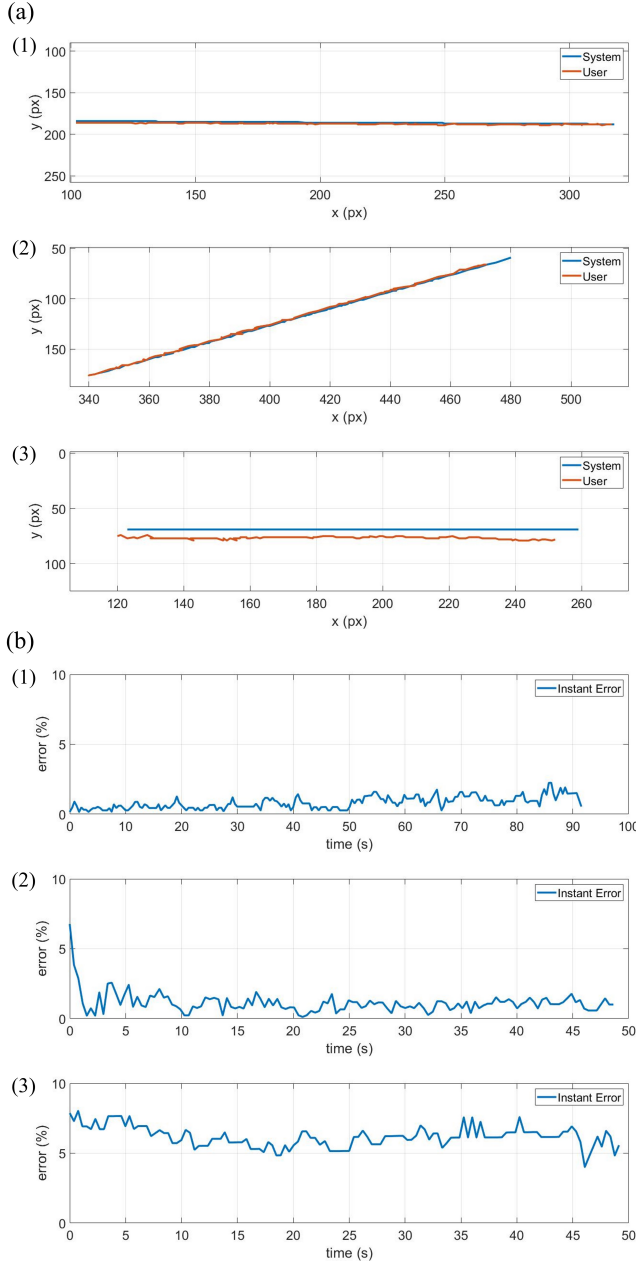 (a)
(1)
System
User
y (px)
100
150
200
250
100 150 200 250 300
x (px)
(2)
System
User
y (px)
50
100
150
340 360 380 400 420 440 460 480 500
x (px)
(3)
System
User
y (px)
0
50
100
120 140 160 180 200 220 240 260
x (px)
(b)
(1)
Instant Error
error (%)
10
5
0
0 10 20 30 40 50 60 70 80 90 100
time (s)
(2)
Instant Error
error (%)
10
5
0
0 5 10 15 20 25 30 35 40 45 50
time (s)
(3)
Instant Error
error (%)
10
5
0
0 5 10 15 20 25 30 35 40 45 50
time (s)